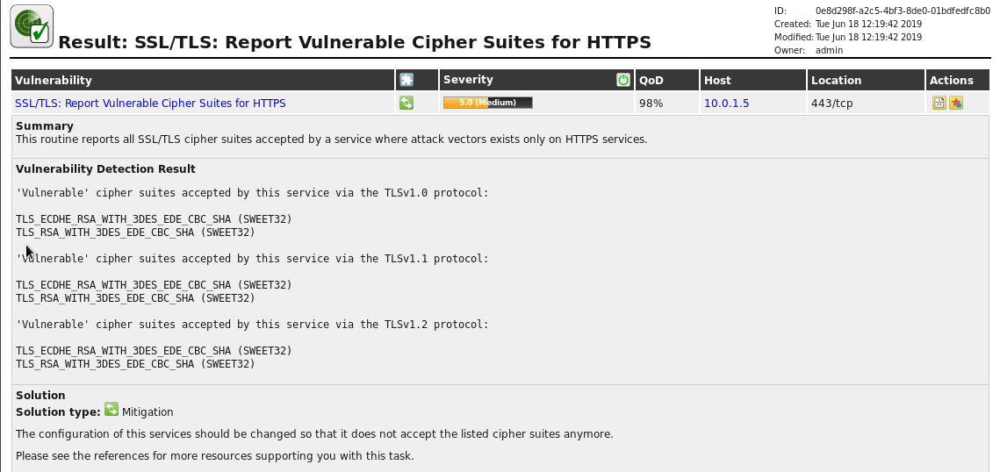 Result: SSL/TLS: Report Vulnerable Cipher Suites for HTTPS
ID: 0e8d298f-a2c5-4bf3-8de0-01bdfedfc8b0
Created: Tue Jun 18 12:19:42 2019
Modified: Tue Jun 18 12:19:42 2019
Owner: admin
Vulnerability Severity QoD Host Location Actions
SSL/TLS: Report Vulnerable Cipher Suites for HTTPS 5.0 (Medium) 98% 10.0.1.5 443/tcp
Summary
This routine reports all SSL/TLS cipher suites accepted by a service where attack vectors exists only on HTTPS services.
Vulnerability Detection Result
'Vulnerable' cipher suites accepted by this service via the TLSv1.0 protocol:
TLS_ECDHE_RSA_WITH_3DES_EDE_CBC_SHA (SWEET32)
TLS_RSA_WITH_3DES_EDE_CBC_SHA (SWEET32)
'Vulnerable' cipher suites accepted by this service via the TLSv1.1 protocol:
TLS_ECDHE_RSA_WITH_3DES_EDE_CBC_SHA (SWEET32)
TLS_RSA_WITH_3DES_EDE_CBC_SHA (SWEET32)
'Vulnerable' cipher suites accepted by this service via the TLSv1.2 protocol:
TLS_ECDHE_RSA_WITH_3DES_EDE_CBC_SHA (SWEET32)
TLS_RSA_WITH_3DES_EDE_CBC_SHA (SWEET32)
Solution
Solution type: Mitigation
The configuration of this services should be changed so that it does not accept the listed cipher suites anymore.
Please see the references for more resources supporting you with this task.